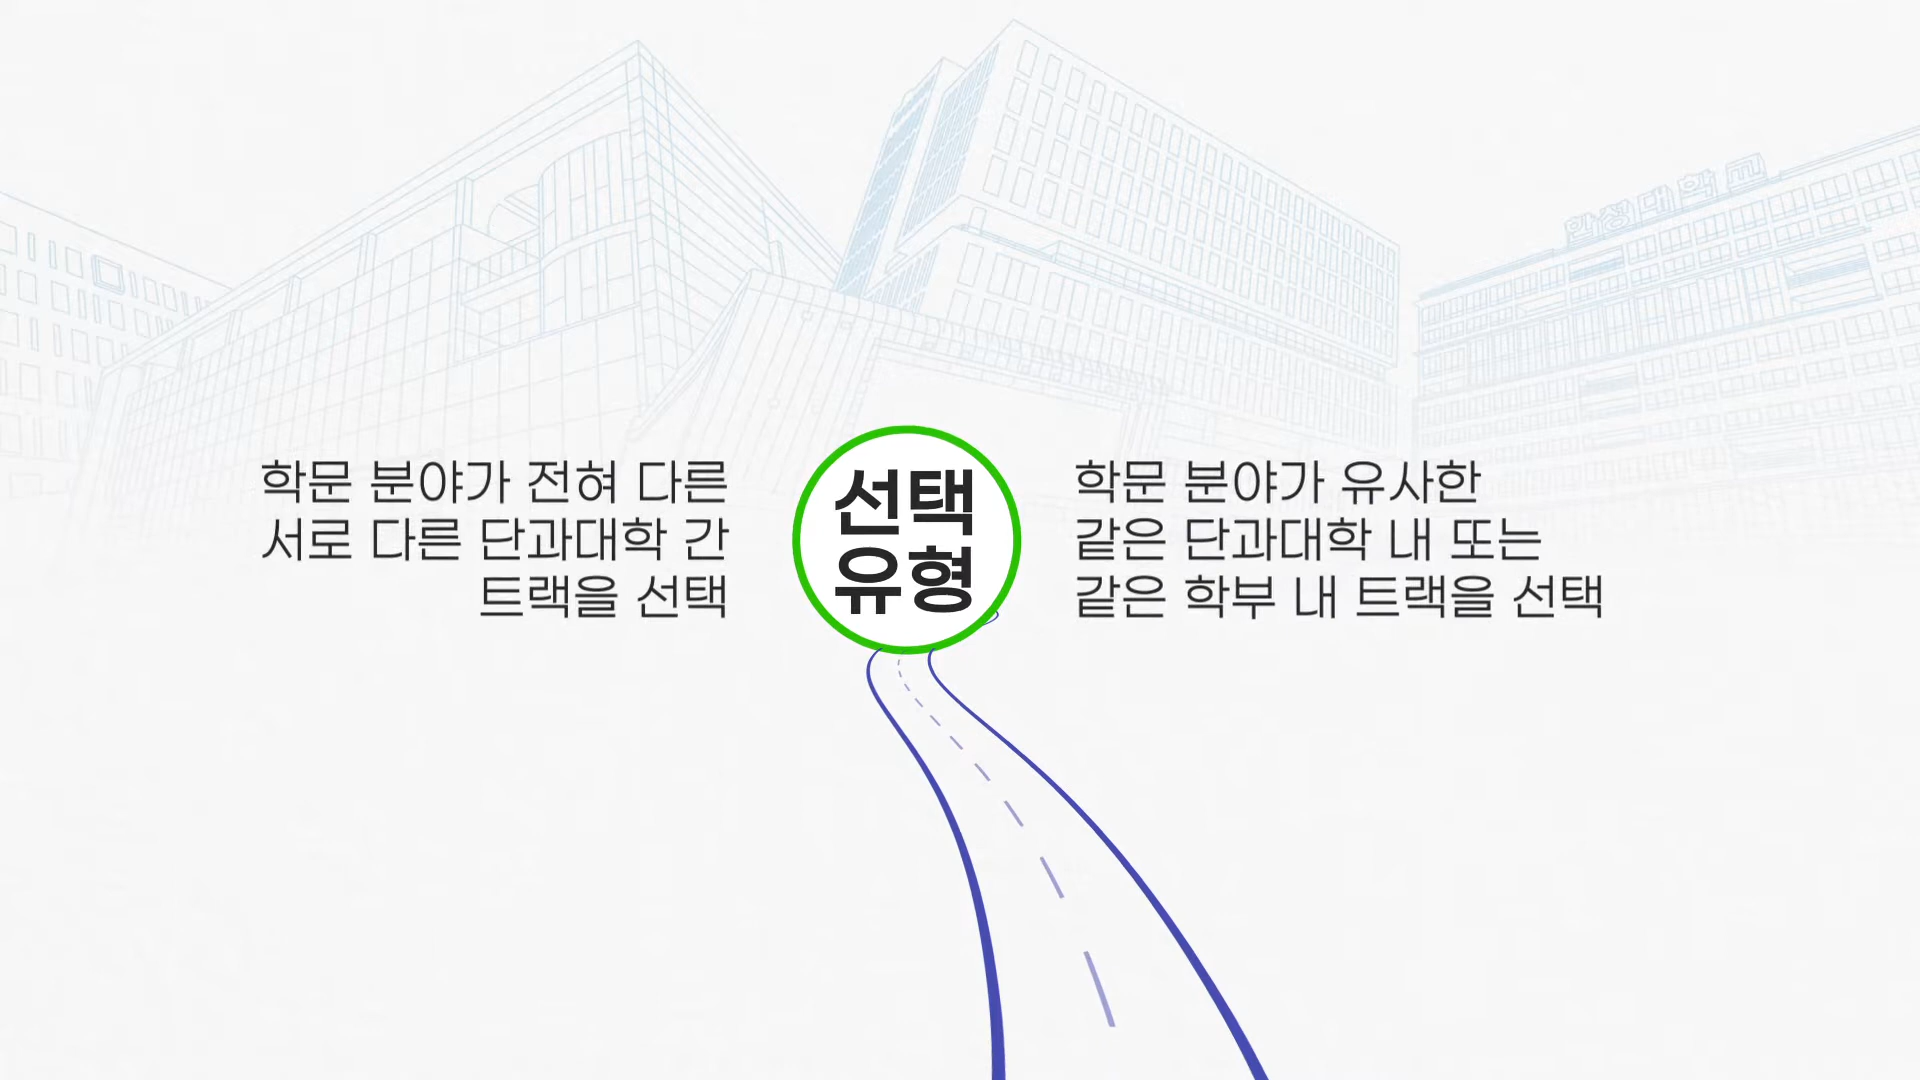 학문 분야가 전혀 다른
서로 다른 단과대학 간
트랙을 선택
선택
유형
학문 분야가 유사한
같은 단과대학 내 또는
같은 학부 내 트랙을 선택